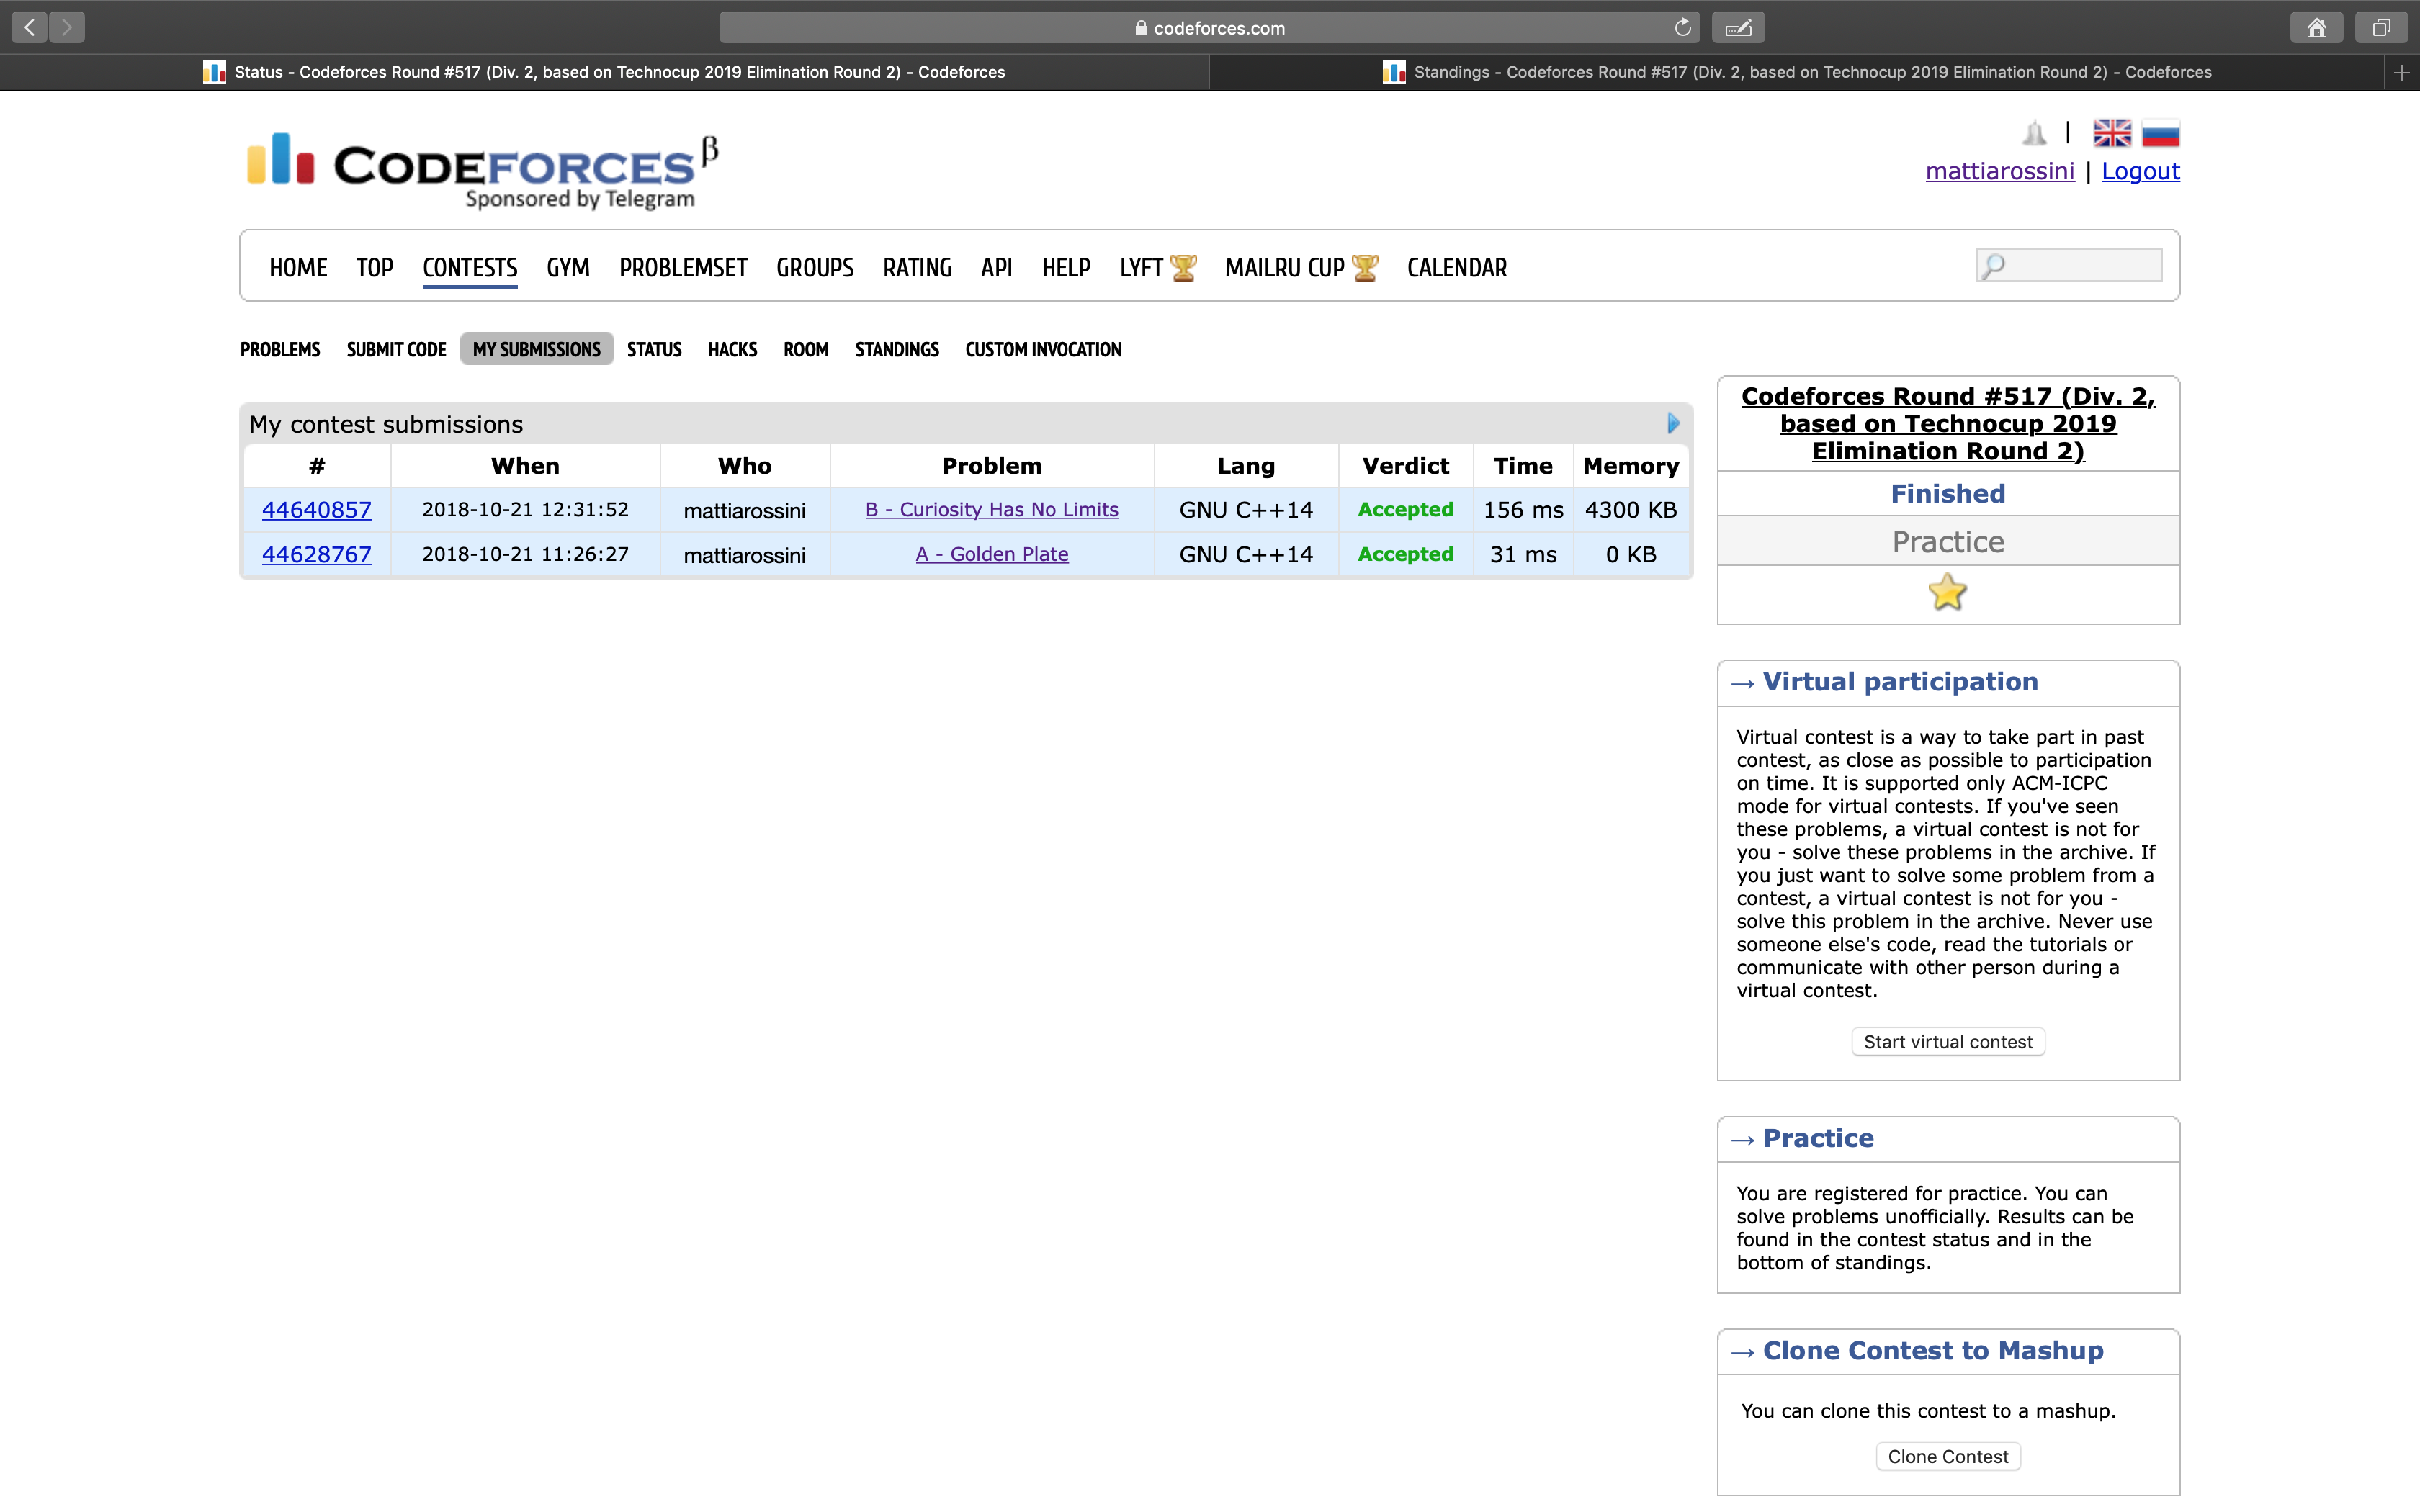 codeforces.com
Status - Codeforces Round #517 (Div. 2, based on Technocup 2019 Elimination Round 2) - Codeforces
Standings - Codeforces Round #517 (Div. 2, based on Technocup 2019 Elimination Round 2) - Codeforces
CODEFORCES β
Sponsored by Telegram
|
mattiarossini | Logout
HOME TOP CONTESTS GYM PROBLEMSET GROUPS RATING API HELP LYFT MAILRU CUP CALENDAR
PROBLEMS SUBMIT CODE MY SUBMISSIONS STATUS HACKS ROOM STANDINGS CUSTOM INVOCATION
My contest submissions
# When Who Problem Lang Verdict Time Memory
44640857 2018-10-21 12:31:52 mattiarossini B - Curiosity Has No Limits GNU C++14 Accepted 156 ms 4300 KB
44628767 2018-10-21 11:26:27 mattiarossini A - Golden Plate GNU C++14 Accepted 31 ms 0 KB
Codeforces Round #517 (Div. 2,
based on Technocup 2019
Elimination Round 2)
Finished
Practice
→ Virtual participation
Virtual contest is a way to take part in past
contest, as close as possible to participation
on time. It is supported only ACM-ICPC
mode for virtual contests. If you've seen
these problems, a virtual contest is not for
you - solve these problems in the archive. If
you just want to solve some problem from a
contest, a virtual contest is not for you -
solve this problem in the archive. Never use
someone else's code, read the tutorials or
communicate with other person during a
virtual contest.
Start virtual contest
→ Practice
You are registered for practice. You can
solve problems unofficially. Results can be
found in the contest status and in the
bottom of standings.
→ Clone Contest to Mashup
You can clone this contest to a mashup.
Clone Contest